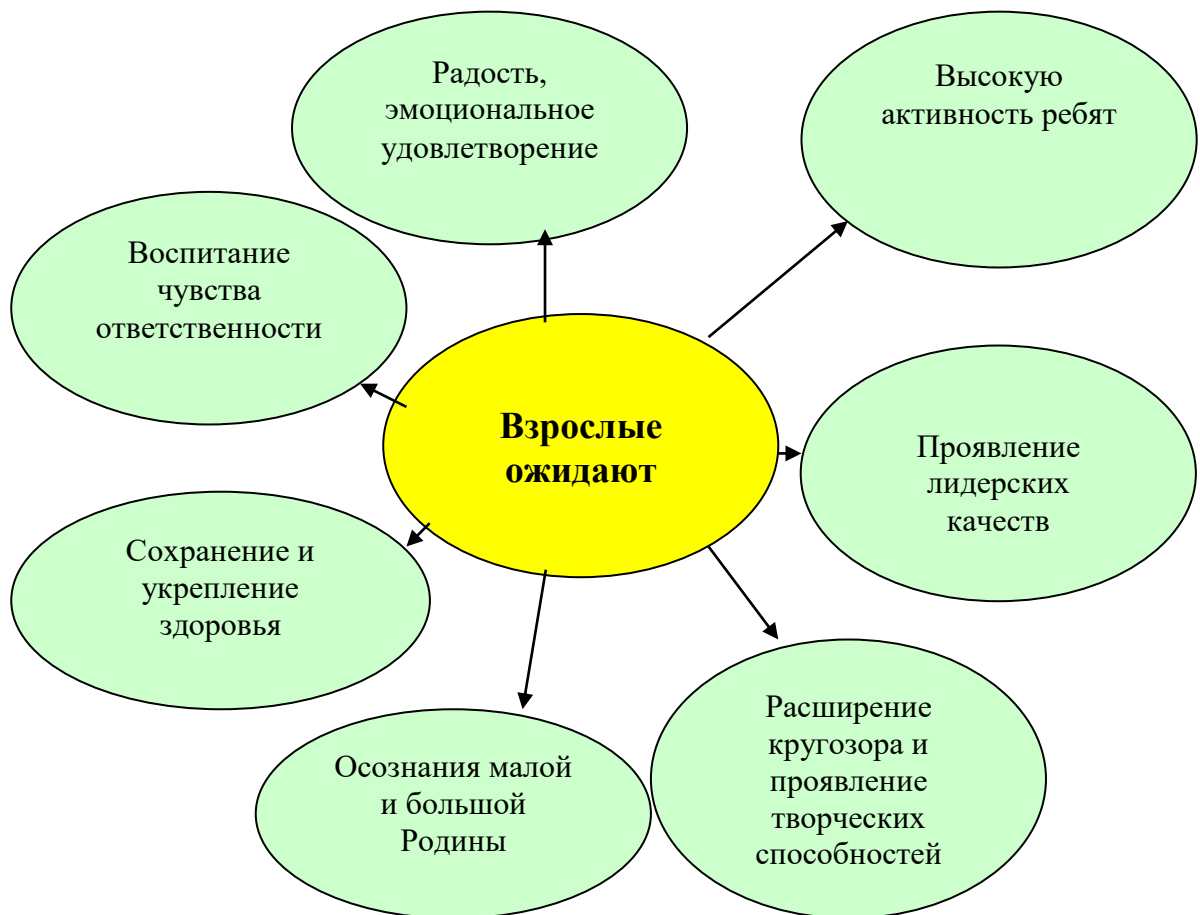 Радость,
эмоциональное
удовлетворение
Высокую
активность ребят
Воспитание
чувства
ответственности
Взрослые
ожидают
Проявление
лидерских
качеств
Сохранение и
укрепление
здоровья
Расширение
кругозора и
проявление
творческих
способностей
Осознания малой
и большой
Родины